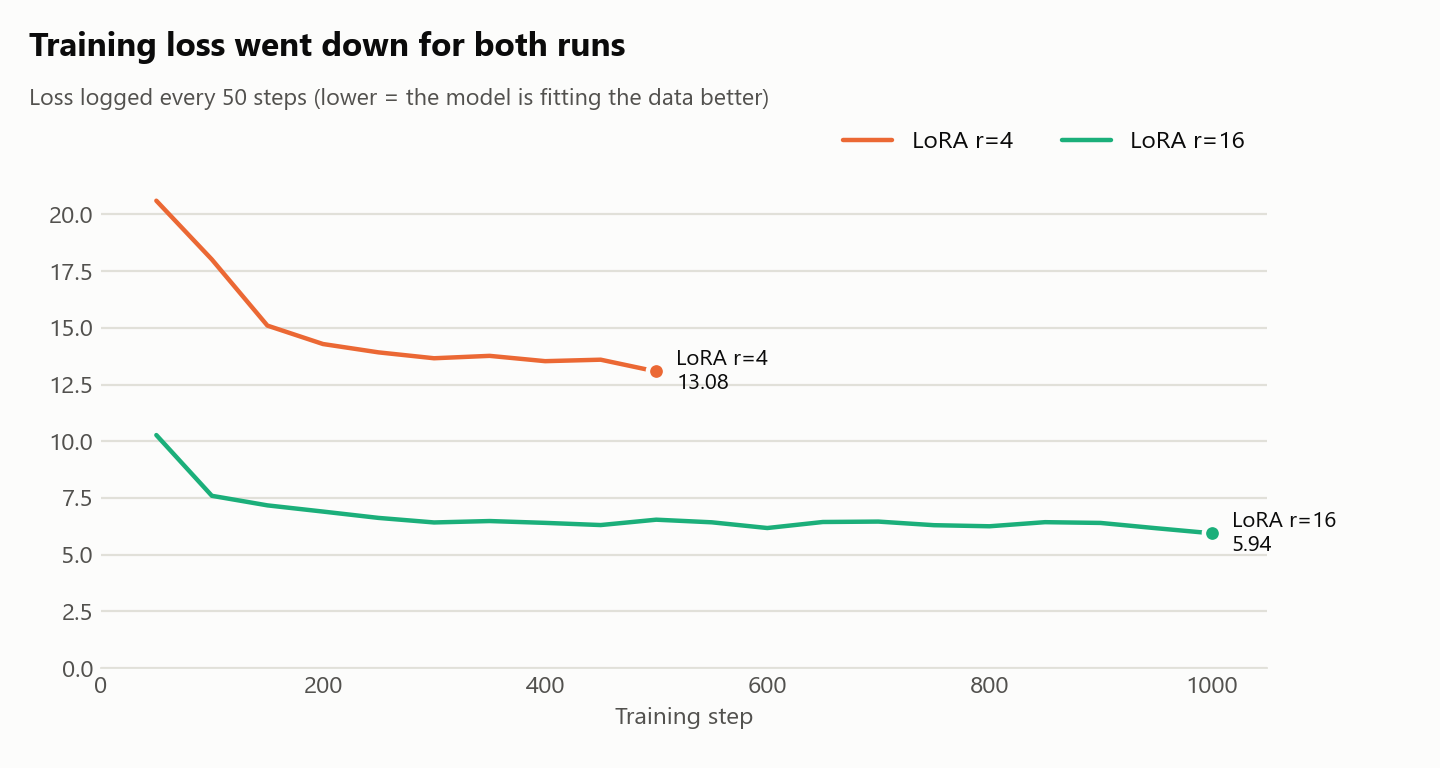 Training loss went down for both runs
Loss logged every 50 steps (lower = the model is fitting the data better)
LoRA r=4 LoRA r=16
20.0
17.5
15.0
LoRA r=4
13.08
12.5
10.0
7.5
LoRA r=16
5.94
5.0
2.5
0.0
0 200 400 600 800 1000
Training step